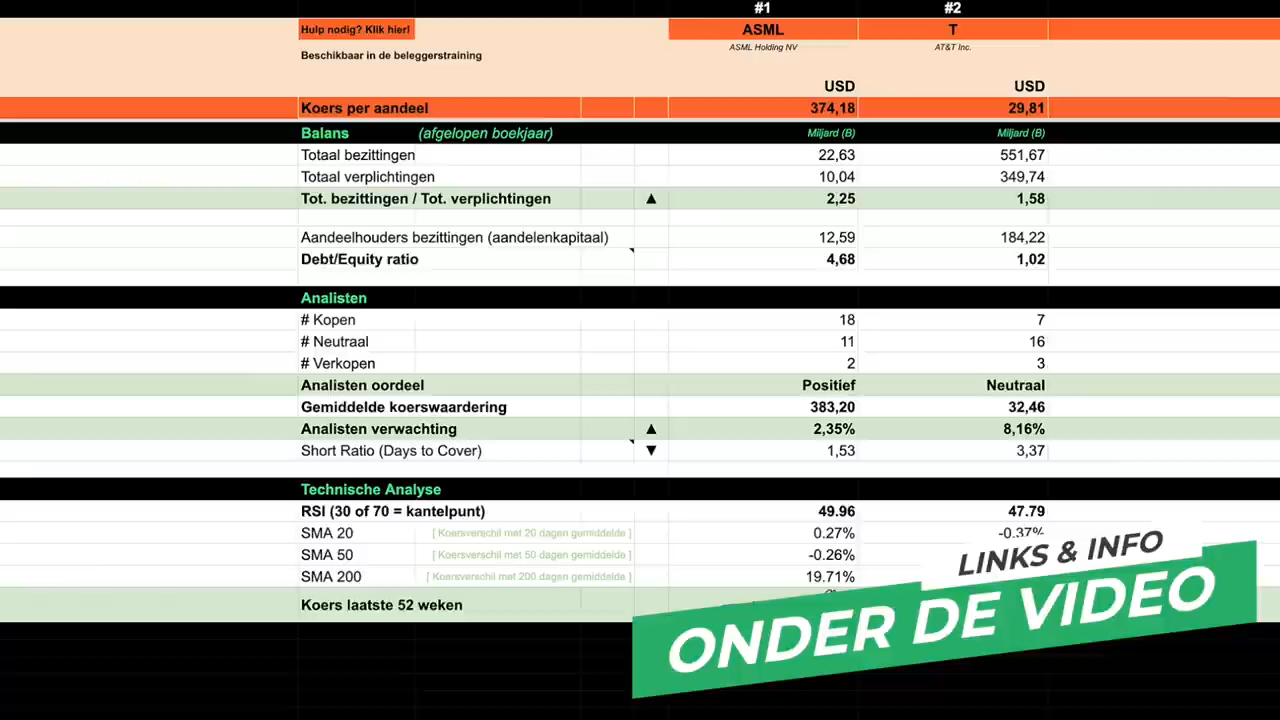 #1 #2
Hulp nodig? Klik hier! ASML T
ASML Holding NV AT&T Inc.
Beschikbaar in de beleggerstraining
USD USD
Koers per aandeel 374,18 29,81
Balans (afgelopen boekjaar) Miljard (B) Miljard (B)
Totaal bezittingen 22,63 551,67
Totaal verplichtingen 10,04 349,74
Tot. bezittingen / Tot. verplichtingen ▲ 2,25 1,58
Aandeelhouders bezittingen (aandelenkapitaal) 12,59 184,22
Debt/Equity ratio 4,68 1,02
Analisten
# Kopen 18 7
# Neutraal 11 16
# Verkopen 2 3
Analisten oordeel Positief Neutraal
Gemiddelde koerswaardering 383,20 32,46
Analisten verwachting ▲ 2,35% 8,16%
Short Ratio (Days to Cover) ▼ 1,53 3,37
Technische Analyse
RSI (30 of 70 = kantelpunt) 49.96 47.79
SMA 20 [ Koersverschil met 20 dagen gemiddelde ] 0.27% -0.37%
SMA 50 [ Koersverschil met 50 dagen gemiddelde ] -0.26%
SMA 200 [ Koersverschil met 200 dagen gemiddelde ] 19.71%
Koers laatste 52 weken
LINKS & INFO
ONDER DE VIDEO